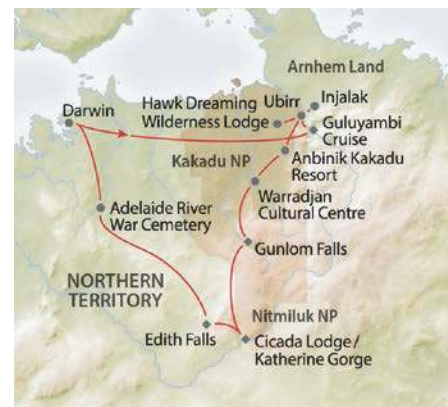 Arnhem Land
Darwin
Hawk Dreaming
Wilderness Lodge
Ubirr
Injalak
Guluyambi
Cruise
Kakadu NP
Anbinik Kakadu
Resort
Warradjan
Cultural Centre
Adelaide River
War Cemetery
Gunlom Falls
NORTHERN
TERRITORY
Nitmiluk NP
Edith Falls
Cicada Lodge /
Katherine Gorge